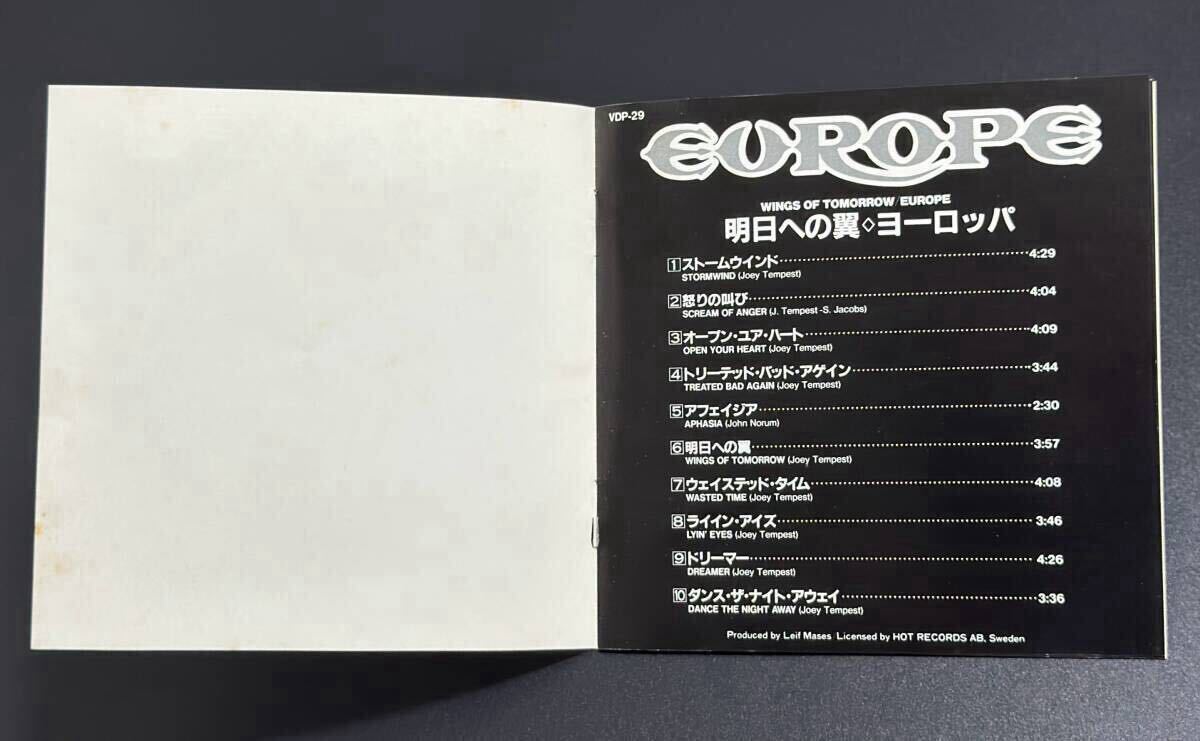 VDP-29
EUROPE
WINGS OF TOMORROW/EUROPE
明日への翼◇ヨーロッパ
1 ストームウインド 4:29
STORMWIND (Joey Tempest)
2 怒りの叫び 4:04
SCREAM OF ANGER (J. Tempest-S. Jacobs)
3 オープン・ユア・ハート 4:09
OPEN YOUR HEART (Joey Tempest)
4 トリーテッド・バッド・アゲイン 3:44
TREATED BAD AGAIN (Joey Tempest)
5 アフェイジア 2:30
APHASIA (John Norum)
6 明日への翼 3:57
WINGS OF TOMORROW (Joey Tempest)
7 ウェイステッド・タイム 4:08
WASTED TIME (Joey Tempest)
8 ライイン・アイズ 3:46
LYIN' EYES (Joey Tempest)
9 ドリーマー 4:26
DREAMER (Joey Tempest)
10 ダンス・ザ・ナイト・アウェイ 3:36
DANCE THE NIGHT AWAY (Joey Tempest)
Produced by Leif Mases Licensed by HOT RECORDS AB, Sweden